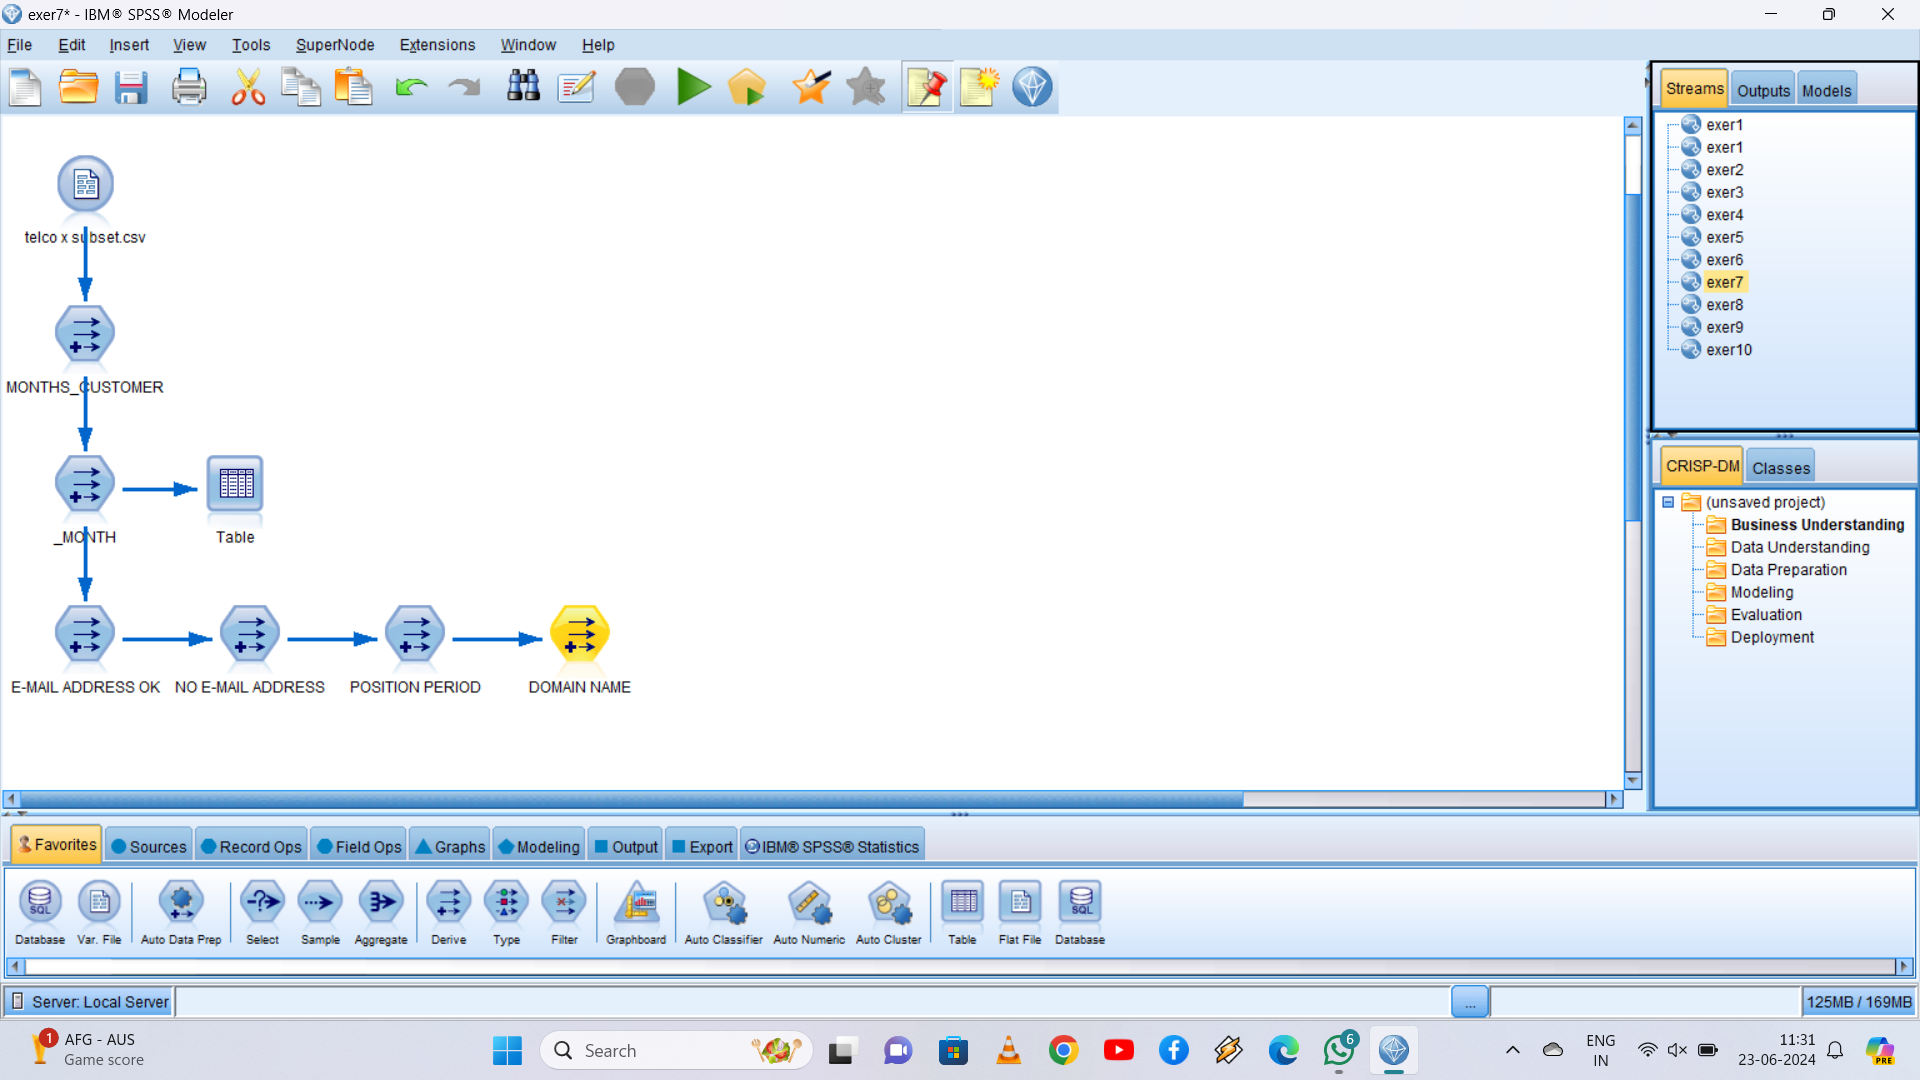 exer7* - IBM® SPSS® Modeler
File Edit Insert View Tools SuperNode Extensions Window Help
Streams Outputs Models
exer1
exer1
exer2
exer3
exer4
exer5
exer6
exer7
exer8
exer9
exer10
telco x subset.csv
MONTHS_CUSTOMER
_MONTH Table
E-MAIL ADDRESS OK NO E-MAIL ADDRESS POSITION PERIOD DOMAIN NAME
CRISP-DM Classes
(unsaved project)
Business Understanding
Data Understanding
Data Preparation
Modeling
Evaluation
Deployment
Favorites Sources Record Ops Field Ops Graphs Modeling Output Export IBM® SPSS® Statistics
SQL SQL
Database Var. File Auto Data Prep Select Sample Aggregate Derive Type Filter Graphboard Auto Classifier Auto Numeric Auto Cluster Table Flat File Database
Server: Local Server ... 125MB / 169MB
1 AFG - AUS
Game score
Search
6
ENG
IN
11:31
23-06-2024
PRE